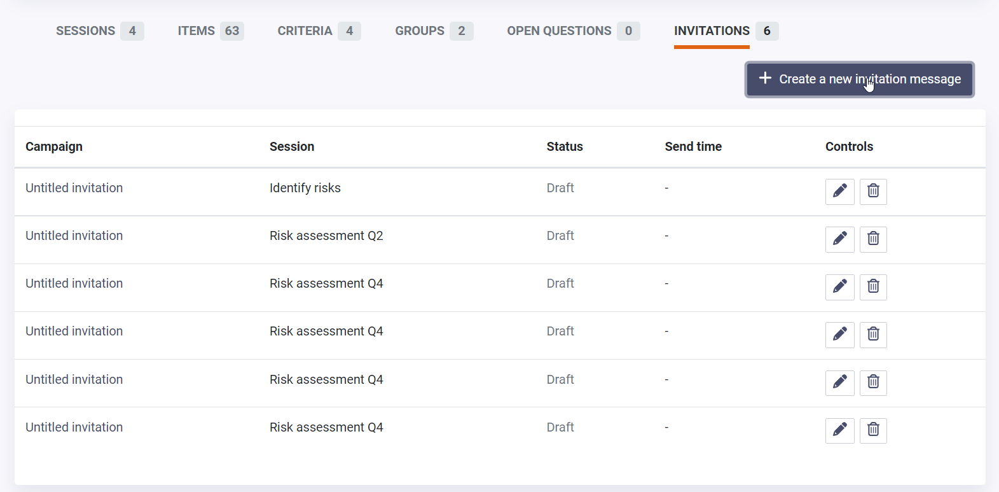 SESSIONS 4 ITEMS 63 CRITERIA 4 GROUPS 2 OPEN QUESTIONS 0 INVITATIONS 6
+ Create a new invitation message
Campaign Session Status Send time Controls
Untitled invitation Identify risks Draft -
Untitled invitation Risk assessment Q2 Draft -
Untitled invitation Risk assessment Q4 Draft -
Untitled invitation Risk assessment Q4 Draft -
Untitled invitation Risk assessment Q4 Draft -
Untitled invitation Risk assessment Q4 Draft -